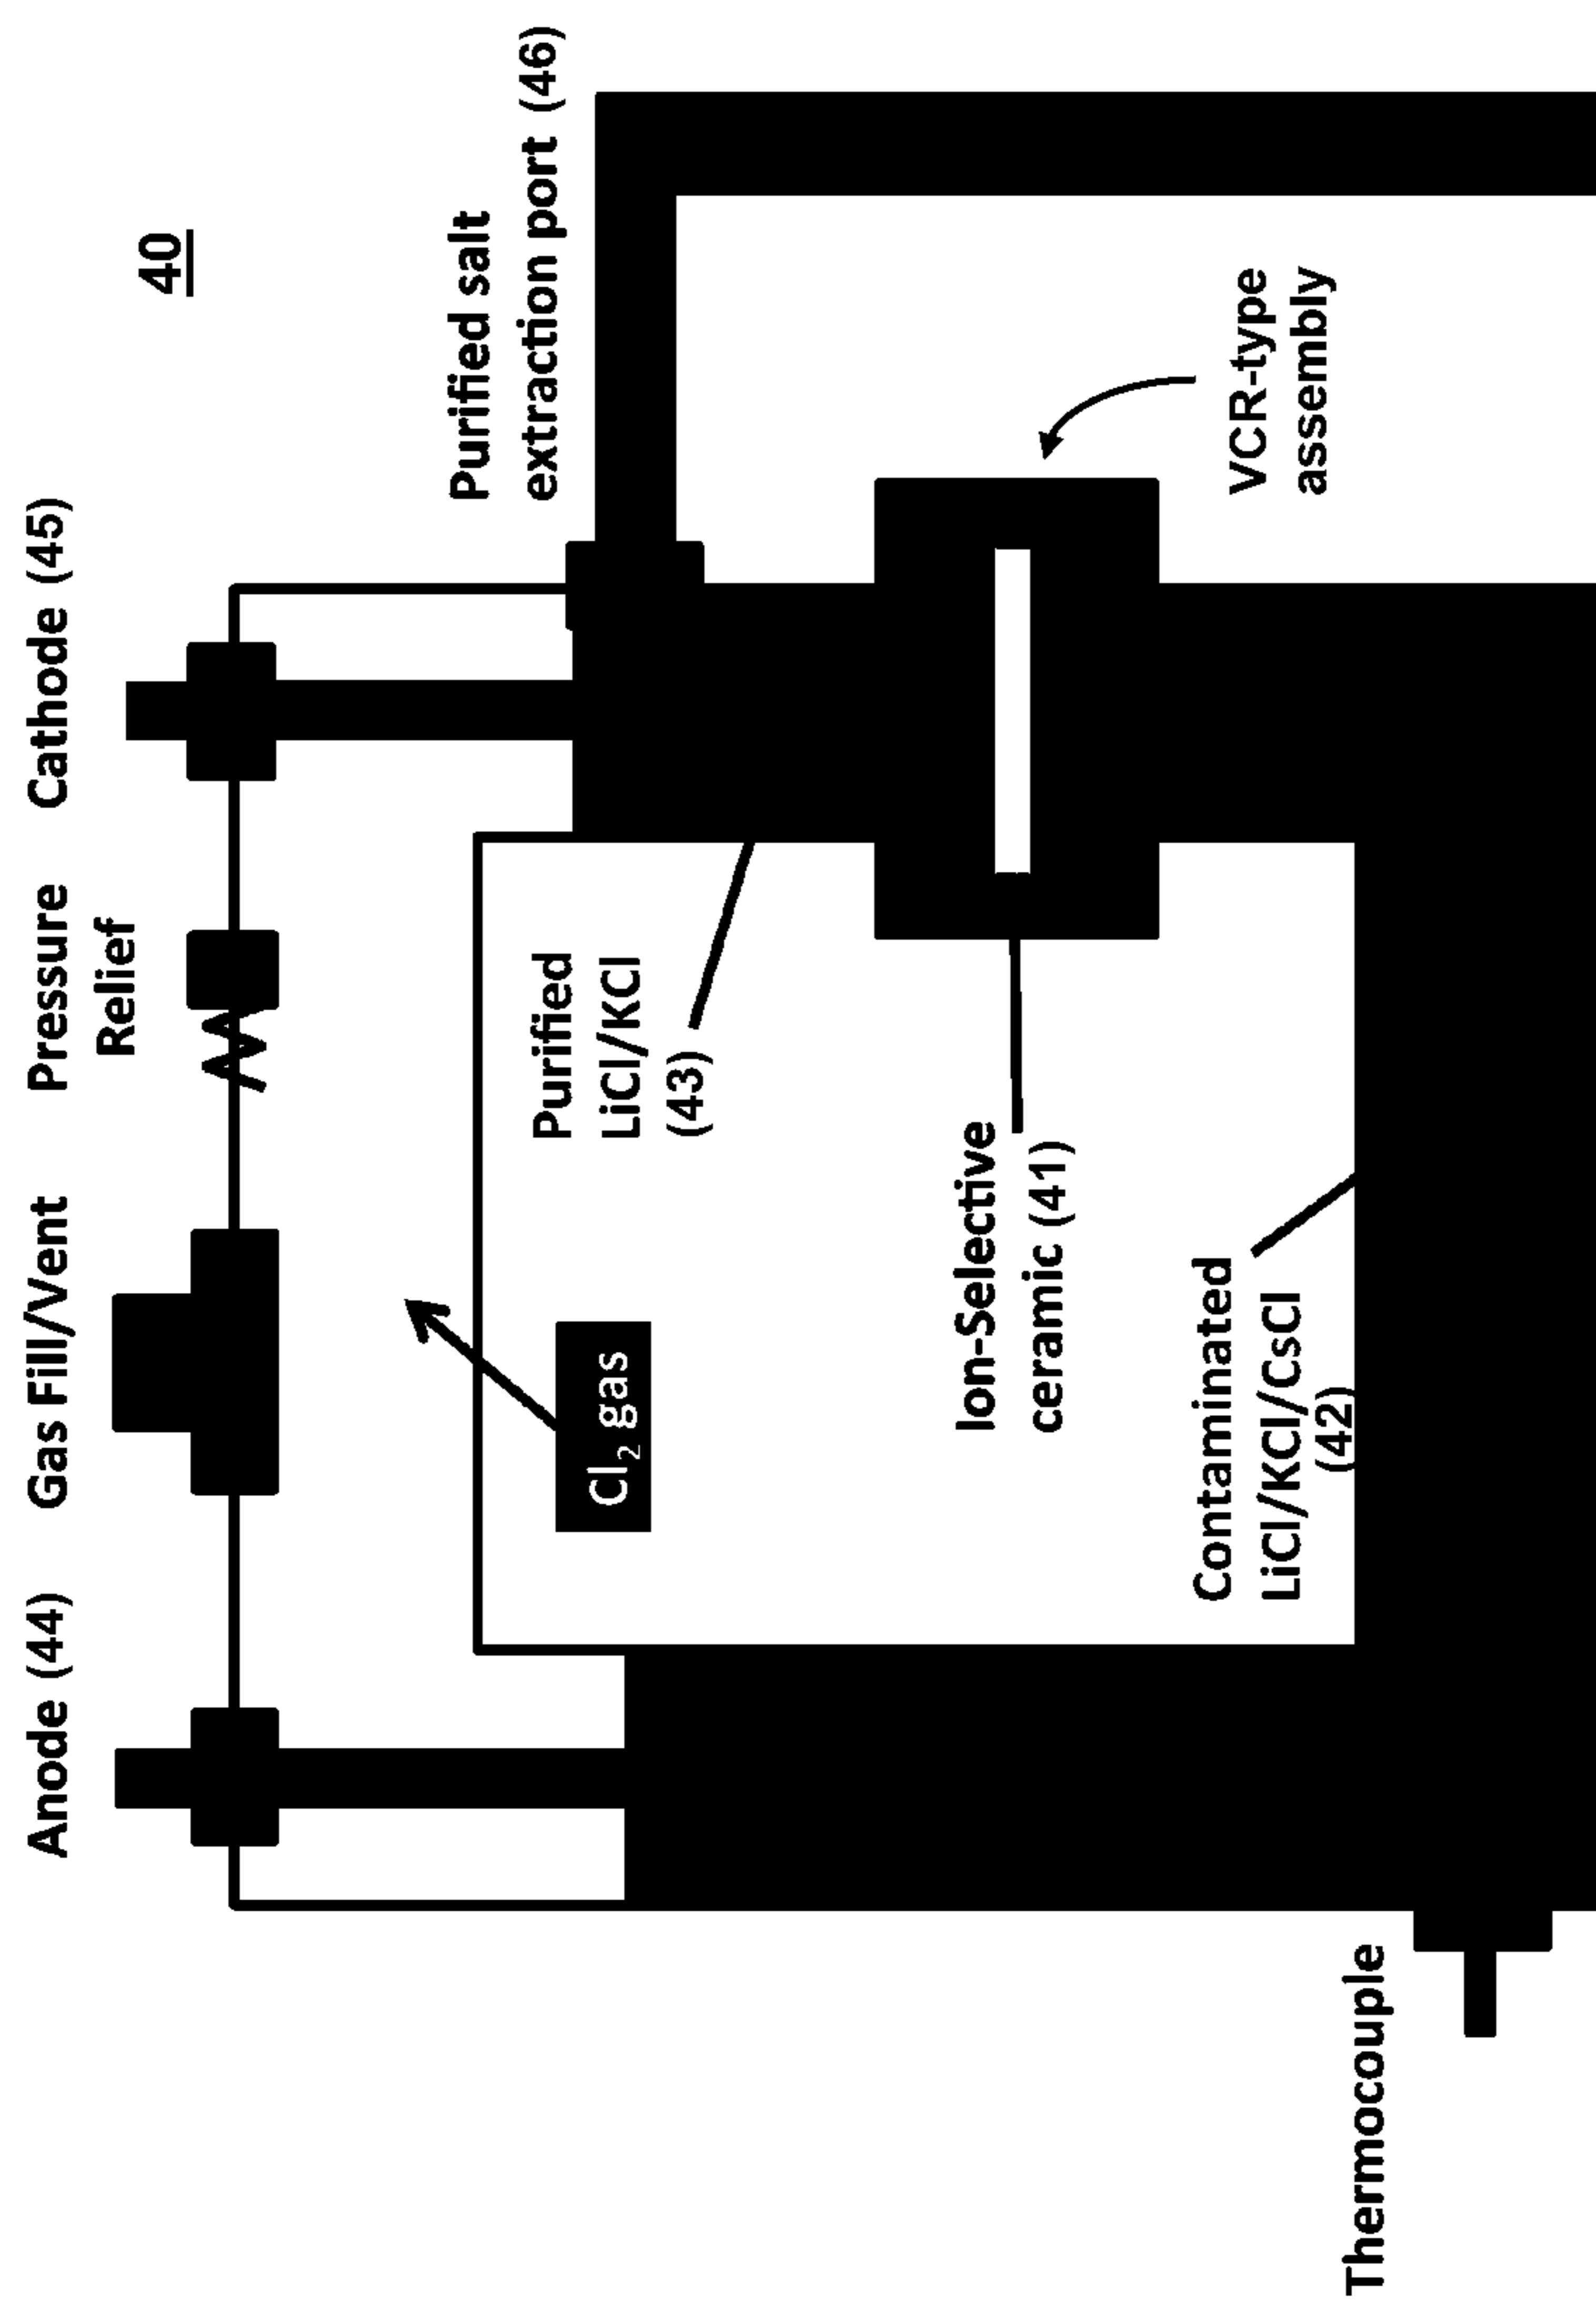 40
Anode (44)
Gas Fill/Vent
Pressure
Relief
Cathode (45)
Purified salt
extraction port (46)
Cl₂ gas
Purified
LiCl/KCl
(43)
Ion-Selective
ceramic (41)
VCR-type
assembly
Contaminated
LiCl/KCl/CsCl
(42)
Thermocouple